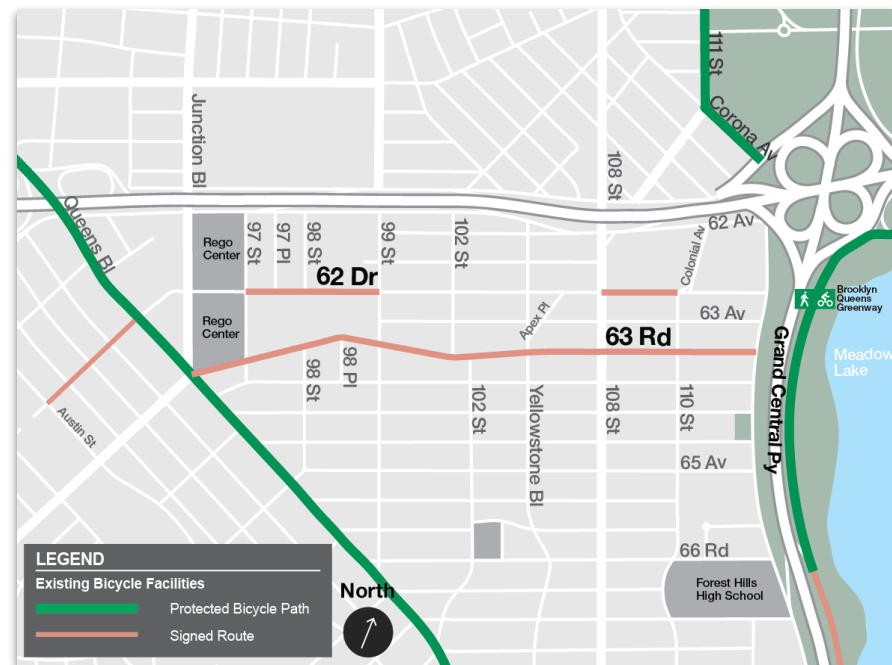 111 St
Corona Av
Junction Bl
Queens Bl
108 St
62 Av
Colonial Av
Rego
Center
97 St
97 Pl
98 St
99 St
102 St
62 Dr
Brooklyn
Queens
Greenway
Rego
Center
Apex Pl
63 Av
63 Rd
Grand Central Py
Meadow
Lake
98 St
98 Pl
102 St
Yellowstone Bl
108 St
110 St
Austin St
65 Av
66 Rd
Forest Hills
High School
LEGEND
Existing Bicycle Facilities
Protected Bicycle Path
Signed Route
North